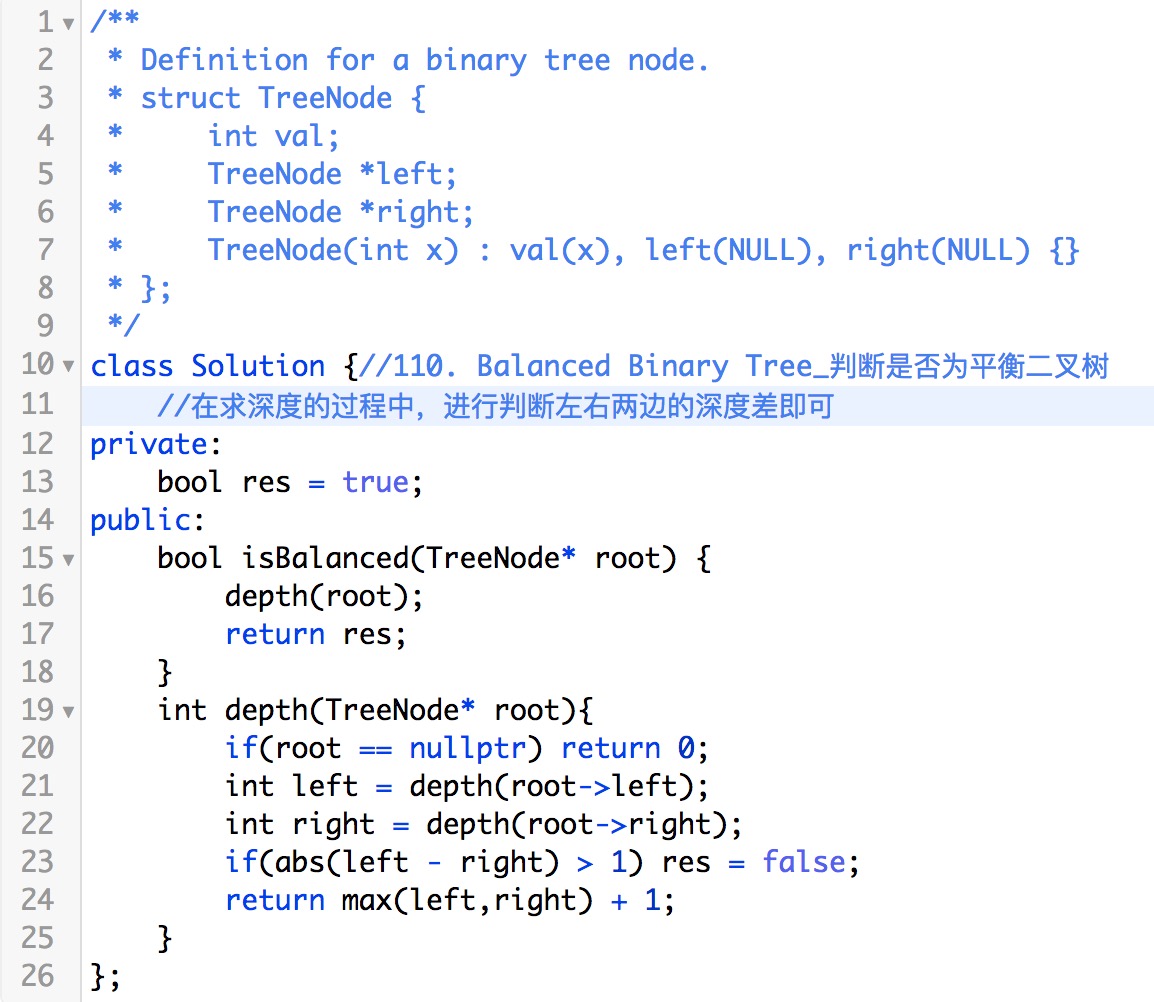 1 /**
2  * Definition for a binary tree node.
3  * struct TreeNode {
4  *     int val;
5  *     TreeNode *left;
6  *     TreeNode *right;
7  *     TreeNode(int x) : val(x), left(NULL), right(NULL) {}
8  * };
9  */
10 class Solution {//110. Balanced Binary Tree_判断是否为平衡二叉树
11     //在求深度的过程中，进行判断左右两边的深度差即可
12 private:
13     bool res = true;
14 public:
15     bool isBalanced(TreeNode* root) {
16         depth(root);
17         return res;
18     }
19     int depth(TreeNode* root){
20         if(root == nullptr) return 0;
21         int left = depth(root->left);
22         int right = depth(root->right);
23         if(abs(left - right) > 1) res = false;
24         return max(left,right) + 1;
25     }
26 };